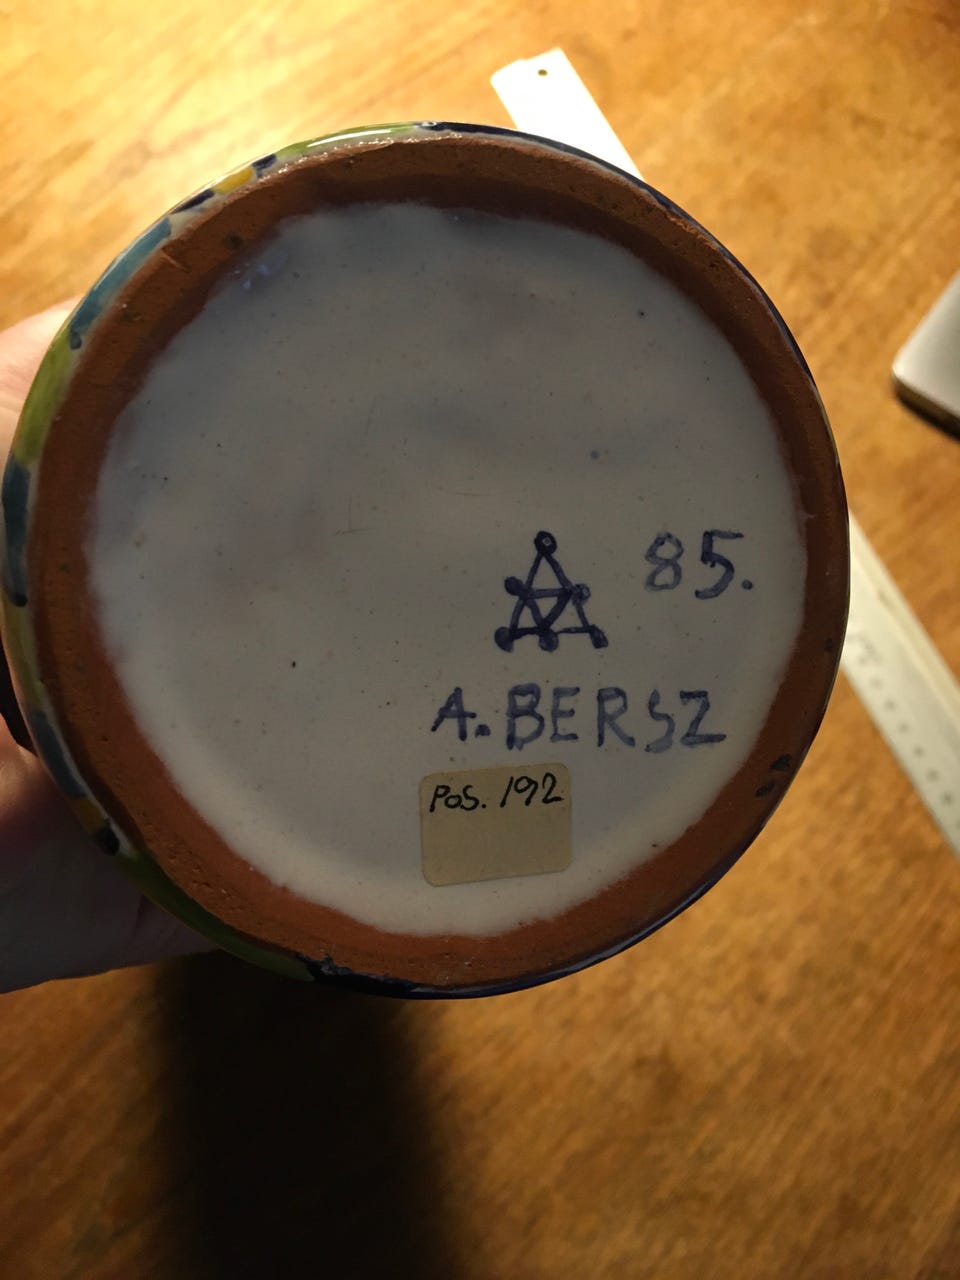 85.
A. BERSZ
Pos. 192